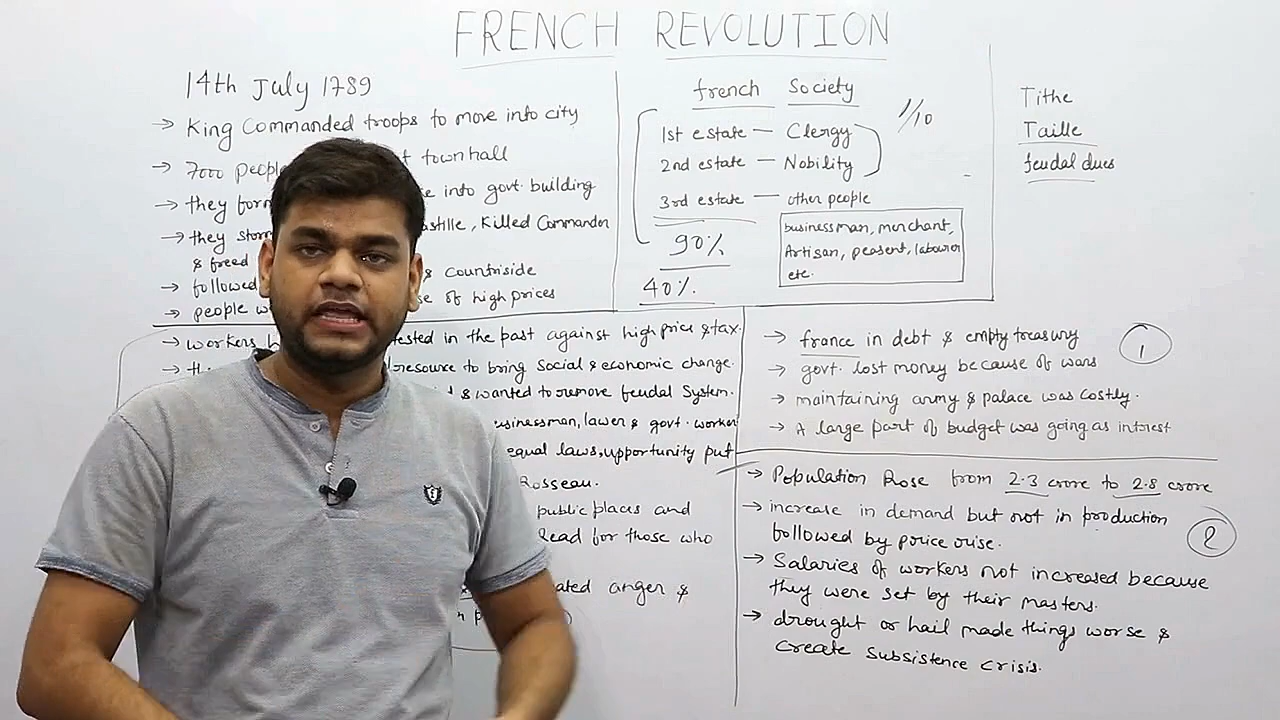 FRENCH REVOLUTION
14th July 1789
→ King Commanded troops to move into city
→ 7000 people townhall
→ they form into govt. building
→ they storm astille, Killed Commandor
& freed
→ followed & countriside
→ people w se of high prices
french Society
1st estate — Clergy
2nd estate — Nobility
1/10
3rd estate — other people
90%
40%
businessman, merchant,
Artisan, peasent, labourer
etc.
Tithe
Taille
feudal dues
→ workers tested in the past against high price & tax.
resource to bring Social & economic change.
& wanted to remove feudal System.
usinessman, lawer & govt. worker
equal laws, opportunity put
Rosseau.
public places and
Read for those who
ated anger &
→ france in debt & empty treasury
→ govt. lost money because of wars
→ maintaining army & palace was costly.
→ A large part of budget was going as interest
1
→ Population Rose from 2.3 crore to 2.8 crore
→ increase in demand but not in production
follwed by price rise.
2
→ Salaries of workers not increased because
they were set by their masters.
→ drought or hail made things worse &
create subsistence crisis.